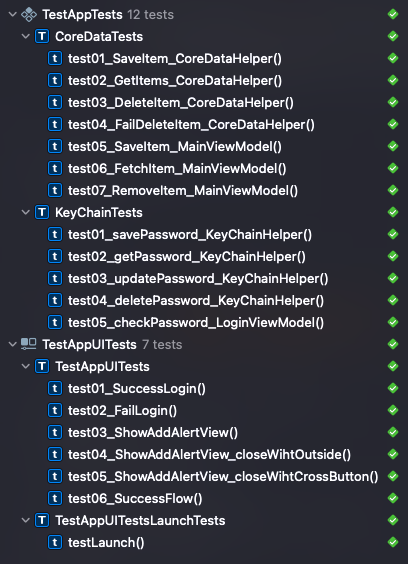 TestAppTests 12 tests
T CoreDataTests
t test01_SaveItem_CoreDataHelper()
t test02_GetItems_CoreDataHelper()
t test03_DeleteItem_CoreDataHelper()
t test04_FailDeleteItem_CoreDataHelper()
t test05_SaveItem_MainViewModel()
t test06_FetchItem_MainViewModel()
t test07_RemoveItem_MainViewModel()
T KeyChainTests
t test01_savePassword_KeyChainHelper()
t test02_getPassword_KeyChainHelper()
t test03_updatePassword_KeyChainHelper()
t test04_deletePassword_KeyChainHelper()
t test05_checkPassword_LoginViewModel()
TestAppUITests 7 tests
T TestAppUITests
t test01_SuccessLogin()
t test02_FailLogin()
t test03_ShowAddAlertView()
t test04_ShowAddAlertView_closeWihtOutside()
t test05_ShowAddAlertView_closeWihtCrossButton()
t test06_SuccessFlow()
T TestAppUITestsLaunchTests
t testLaunch()